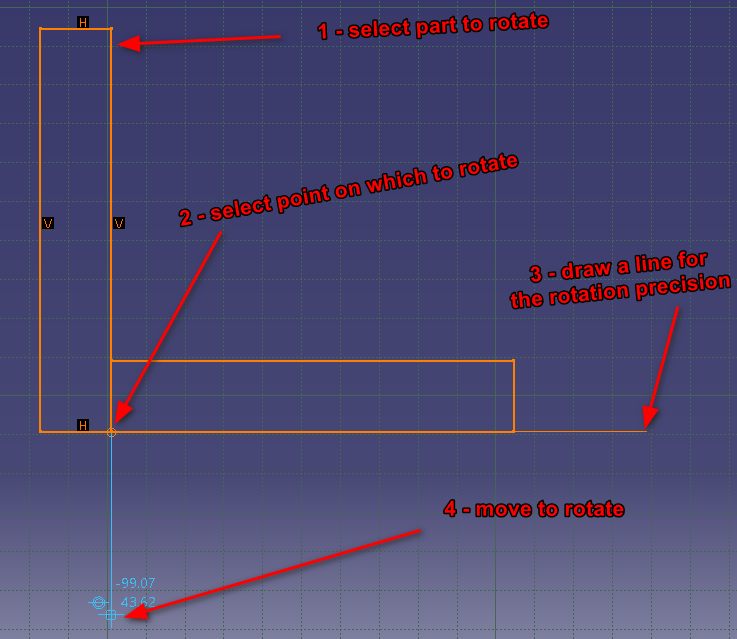 H
1 - select part to rotate
2 - select point on which to rotate
V
V
3 - draw a line for
the rotation precision
H
4 - move to rotate
-99.07
43.62